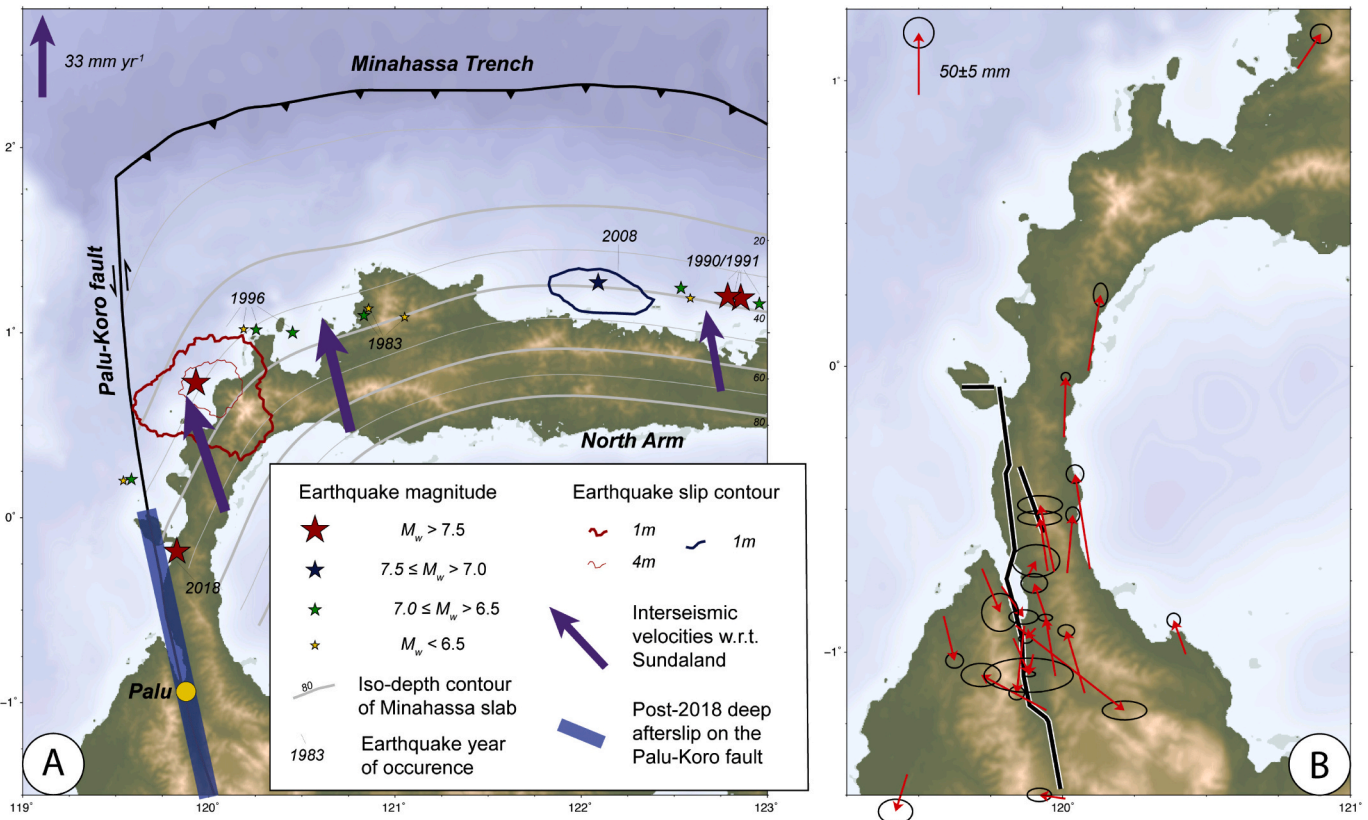 33 mm yr⁻¹
Minahassa Trench
2°
Palu-Koro fault
2008
1990/1991
20
1996
40
1°
1983
60
80
North Arm
0°
2018
Palu
−1°
A
119°
120°
121°
122°
123°
Earthquake magnitude
Mw > 7.5
7.5 ≤ Mw > 7.0
7.0 ≤ Mw > 6.5
Mw < 6.5
80
Iso-depth contour
of Minahassa slab
1983
Earthquake year
of occurence
Earthquake slip contour
1m
1m
4m
Interseismic
velocities w.r.t.
Sundaland
Post-2018 deep
afterslip on the
Palu-Koro fault
50±5 mm
1°
0°
−1°
B
120°
121°